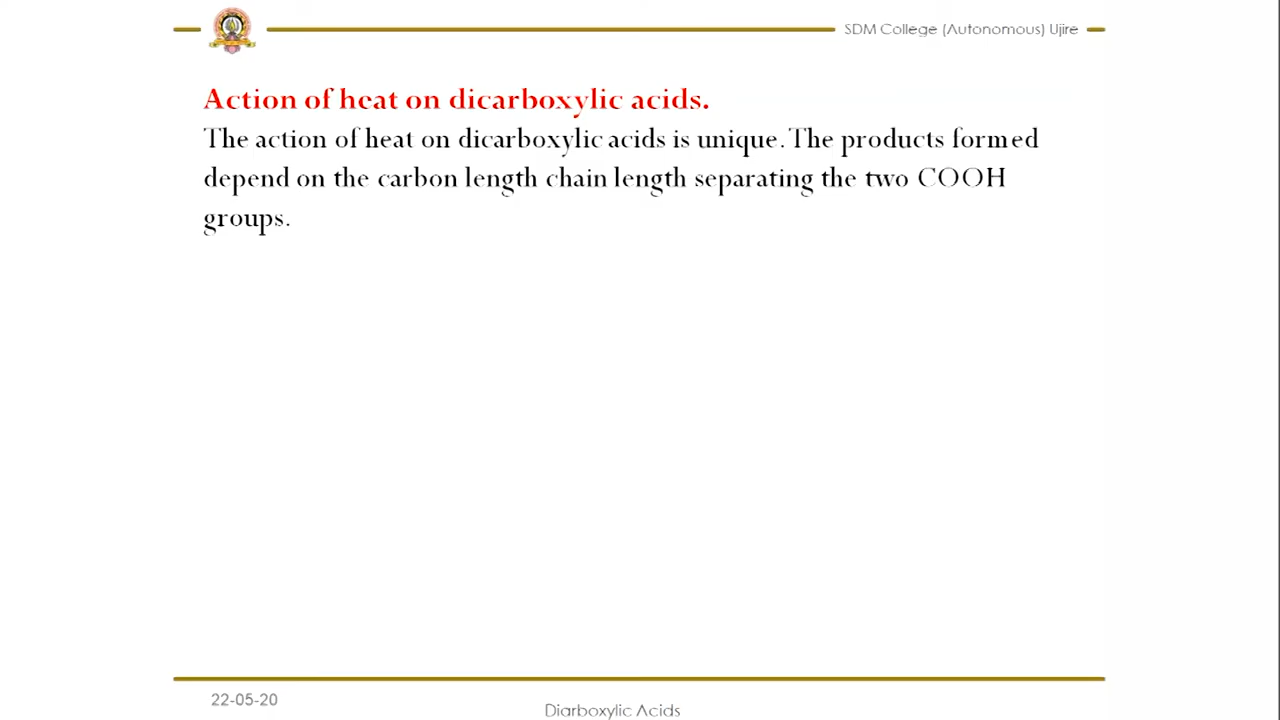 SDM College (Autonomous) Ujire
Action of heat on dicarboxylic acids.
The action of heat on dicarboxylic acids is unique. The products formed
depend on the carbon length chain length separating the two COOH
groups.
22-05-20
Diarboxylic Acids